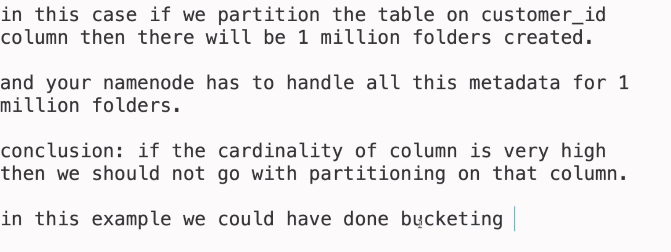 in this case if we partition the table on customer_id
column then there will be 1 million folders created.
and your namenode has to handle all this metadata for 1
million folders.
conclusion: if the cardinality of column is very high
then we should not go with partitioning on that column.
in this example we could have done bucketing